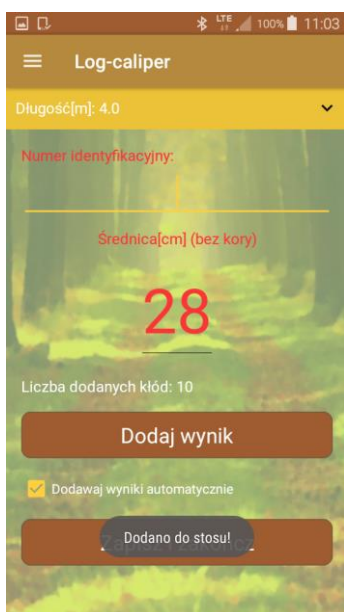 LTE 100% 11:03
Log-caliper
Długość[m]: 4.0
Numer identyfikacyjny:
Średnica[cm] (bez kory)
28
Liczba dodanych kłód: 10
Dodaj wynik
Dodawaj wyniki automatycznie
Dodano do stosu!